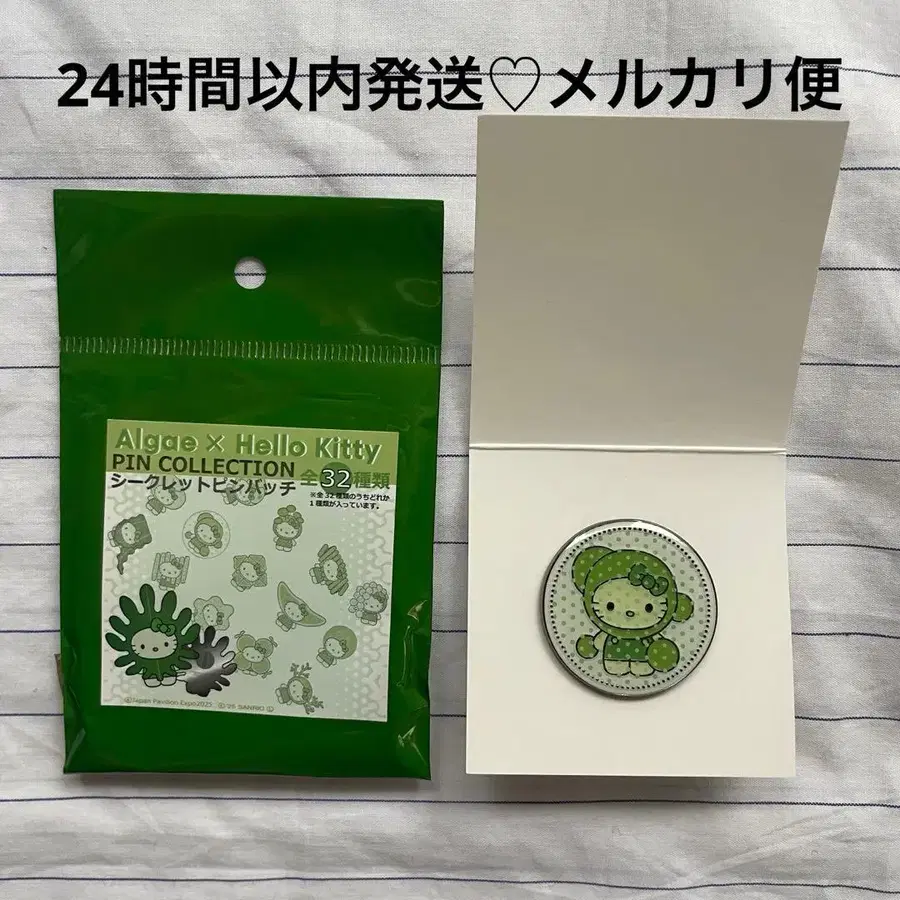 24時間以内発送♡メルカリ便
Algae × Hello Kitty
PIN COLLECTION
シークレットピンバッチ 全32種類
※全32種類のうちどれか
1種類が入っています。
©Japan Pavilion Expo2025 ©'25 SANRIO Ⓛ